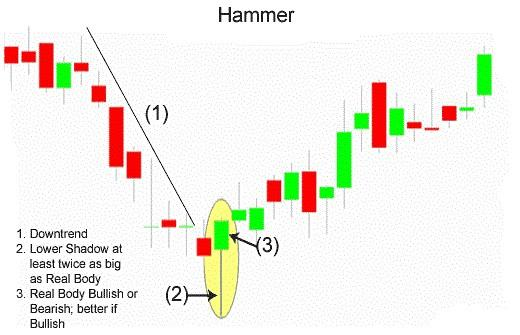 Hammer
(1)
(3)
(2)
1. Downtrend
2. Lower Shadow at
least twice as big
as Real Body
3. Real Body Bullish or
Bearish; better if
Bullish